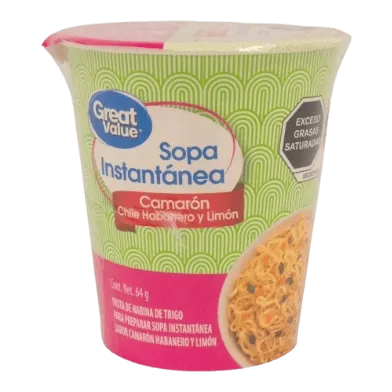 Great
Value®
Sopa
Instantánea
Camarón
Chile Habanero y Limón
EXCESO
GRASAS
SATURADAS
Cont. Net. 64 g
PASTA DE HARINA DE TRIGO
PARA PREPARAR SOPA INSTANTÁNEA
SABOR CAMARÓN HABANERO Y LIMÓN